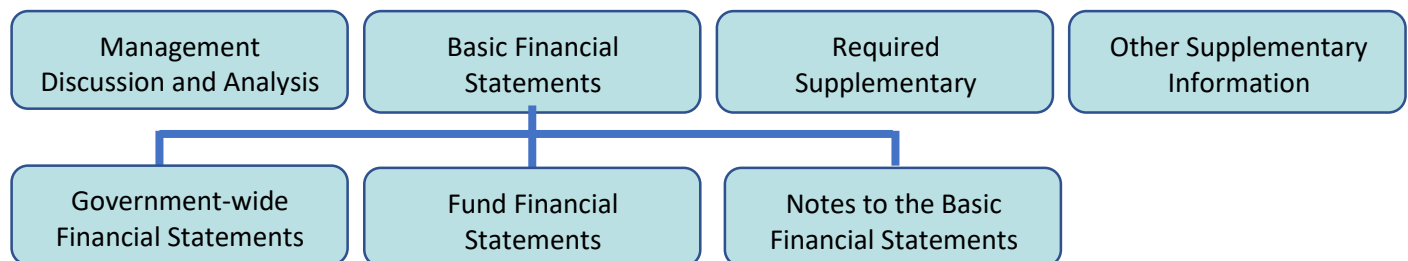 Management
Discussion and Analysis
Basic Financial
Statements
Required
Supplementary
Other Supplementary
Information
Government-wide
Financial Statements
Fund Financial
Statements
Notes to the Basic
Financial Statements